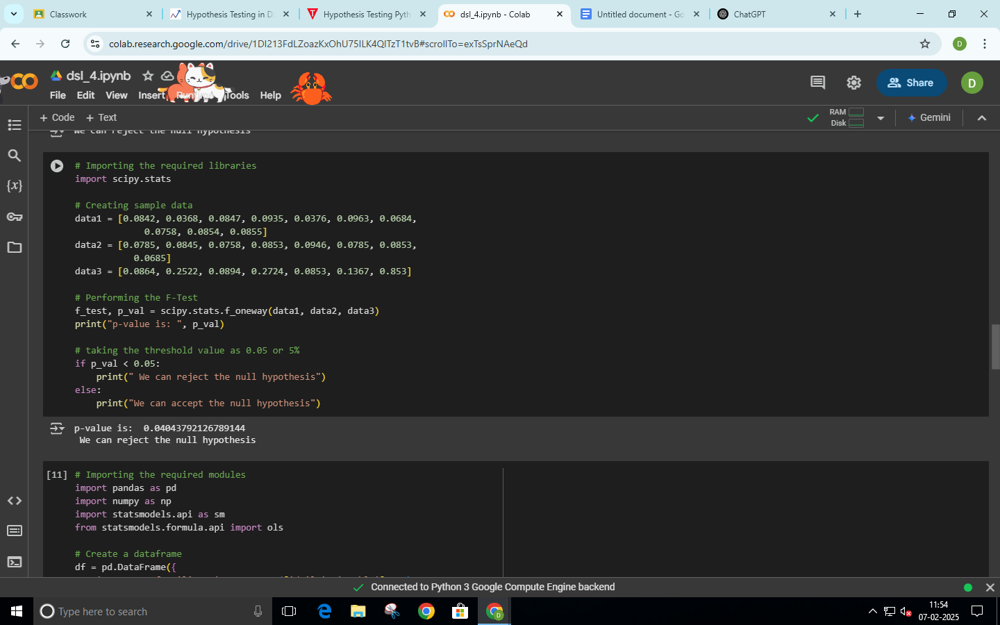 Classwork
Hypothesis Testing in D
Hypothesis Testing Pyth
dsl_4.ipynb - Colab
Untitled document - Go
ChatGPT
colab.research.google.com/drive/1DI213FdLZoazKxOhU75ILK4QITzT1tvB#scrollTo=exTsSprNAeQd
D
dsl_4.ipynb
File Edit View Insert Runtime Tools Help
Share
D
+ Code + Text
RAM
Disk
Gemini
We can reject the null hypothesis
# Importing the required libraries
import scipy.stats
# Creating sample data
data1 = [0.0842, 0.0368, 0.0847, 0.0935, 0.0376, 0.0963, 0.0684,
0.0758, 0.0854, 0.0855]
data2 = [0.0785, 0.0845, 0.0758, 0.0853, 0.0946, 0.0785, 0.0853,
0.0685]
data3 = [0.0864, 0.2522, 0.0894, 0.2724, 0.0853, 0.1367, 0.853]
# Performing the F-Test
f_test, p_val = scipy.stats.f_oneway(data1, data2, data3)
print("p-value is: ", p_val)
# taking the threshold value as 0.05 or 5%
if p_val < 0.05:
print(" We can reject the null hypothesis")
else:
print("We can accept the null hypothesis")
p-value is:  0.04043792126789144
We can reject the null hypothesis
[11] # Importing the required modules
import pandas as pd
import numpy as np
import statsmodels.api as sm
from statsmodels.formula.api import ols
# Create a dataframe
df = pd.DataFrame({
Connected to Python 3 Google Compute Engine backend
Type here to search
11:54
07-02-2025